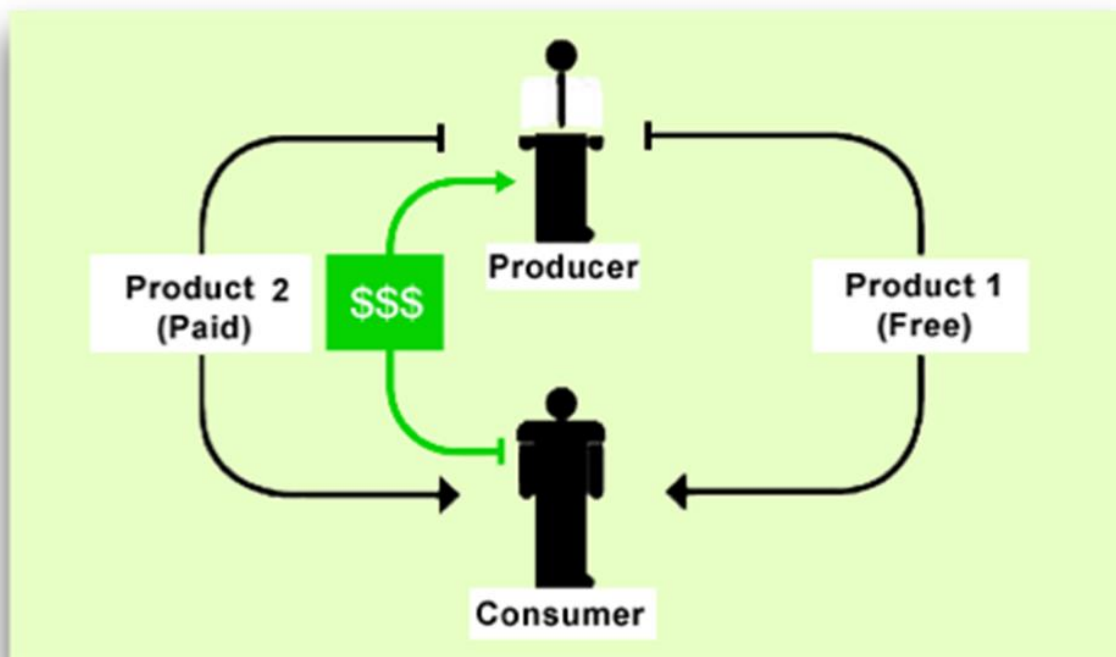 Producer
Product 2
(Paid)
$$$
Product 1
(Free)
Consumer